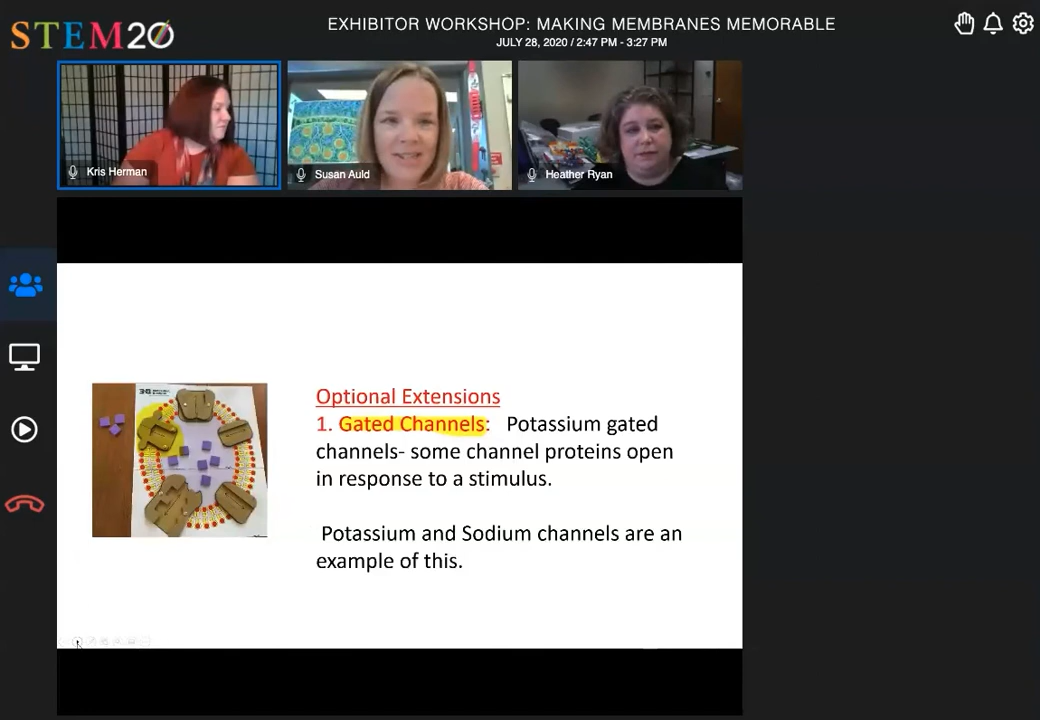 STEM20
EXHIBITOR WORKSHOP: MAKING MEMBRANES MEMORABLE
JULY 28, 2020 / 2:47 PM - 3:27 PM
Kris Herman
Susan Auld
Heather Ryan
Optional Extensions
1. Gated Channels: Potassium gated
channels- some channel proteins open
in response to a stimulus.
Potassium and Sodium channels are an
example of this.